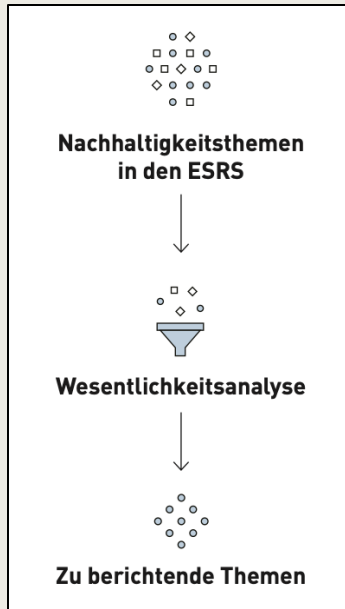 Nachhaltigkeitsthemen
in den ESRS
Wesentlichkeitsanalyse
Zu berichtende Themen